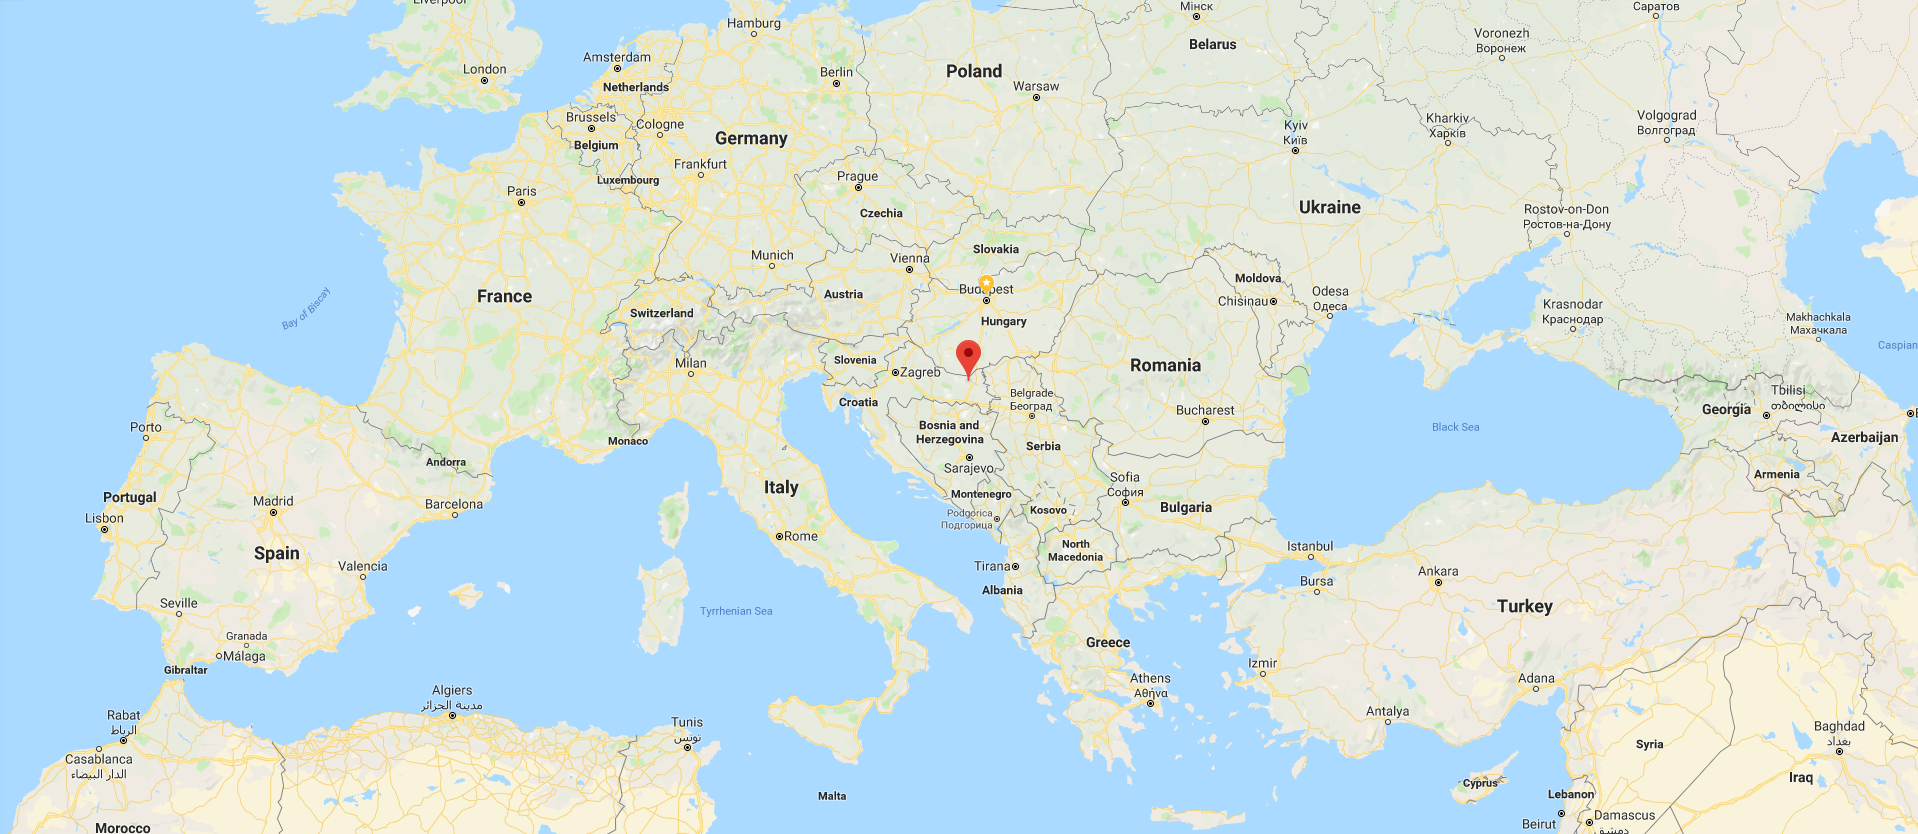 Liverpool
Hamburg
Мінск
Саратов
Belarus
Voronezh
Воронеж
London
Amsterdam
Netherlands
Berlin
Poland
Warsaw
Brussels
Belgium
Cologne
Germany
Kyiv
Київ
Kharkiv
Харків
Volgograd
Волгоград
Frankfurt
Luxembourg
Prague
Czechia
Paris
Ukraine
Rostov-on-Don
Ростов-на-Дону
Slovakia
Munich
Vienna
Austria
Budapest
Hungary
Moldova
Chisinau
Odesa
Одеса
Krasnodar
Краснодар
Makhachkala
Махачкала
Caspian
Bay of Biscay
France
Switzerland
Milan
Slovenia
Zagreb
Croatia
Romania
Belgrade
Београд
Bucharest
Black Sea
Georgia
Tbilisi
თბილისი
Azerbaijan
Armenia
Porto
Monaco
Andorra
Bosnia and
Herzegovina
Serbia
Sarajevo
Montenegro
Sofia
София
Bulgaria
Portugal
Madrid
Barcelona
Italy
Kosovo
Podgorica
Подгорица
Lisbon
Rome
North
Macedonia
Istanbul
Spain
Valencia
Tirana
Albania
Bursa
Ankara
Turkey
Seville
Tyrrhenian Sea
Granada
Málaga
Gibraltar
Greece
Izmir
Athens
Αθήνα
Adana
Antalya
Algiers
مدينة الجزائر
Rabat
الرباط
Tunis
تونس
Baghdad
بغداد
Casablanca
الدار البيضاء
Syria
Iraq
Cyprus
Malta
Lebanon
Beirut
Damascus
دمشق
Morocco